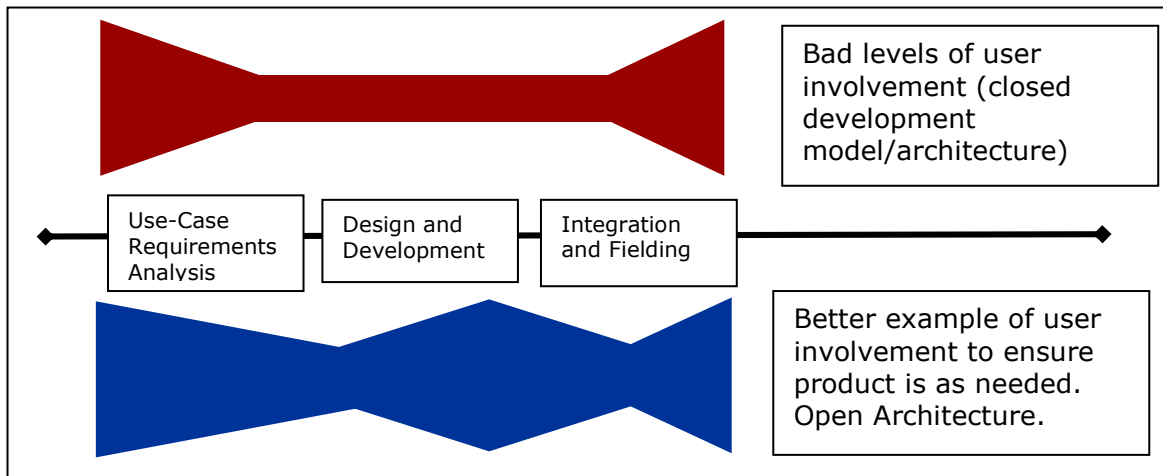 Bad levels of user
involvement (closed
development
model/architecture)
Use-Case
Requirements
Analysis
Design and
Development
Integration
and Fielding
Better example of user
involvement to ensure
product is as needed.
Open Architecture.